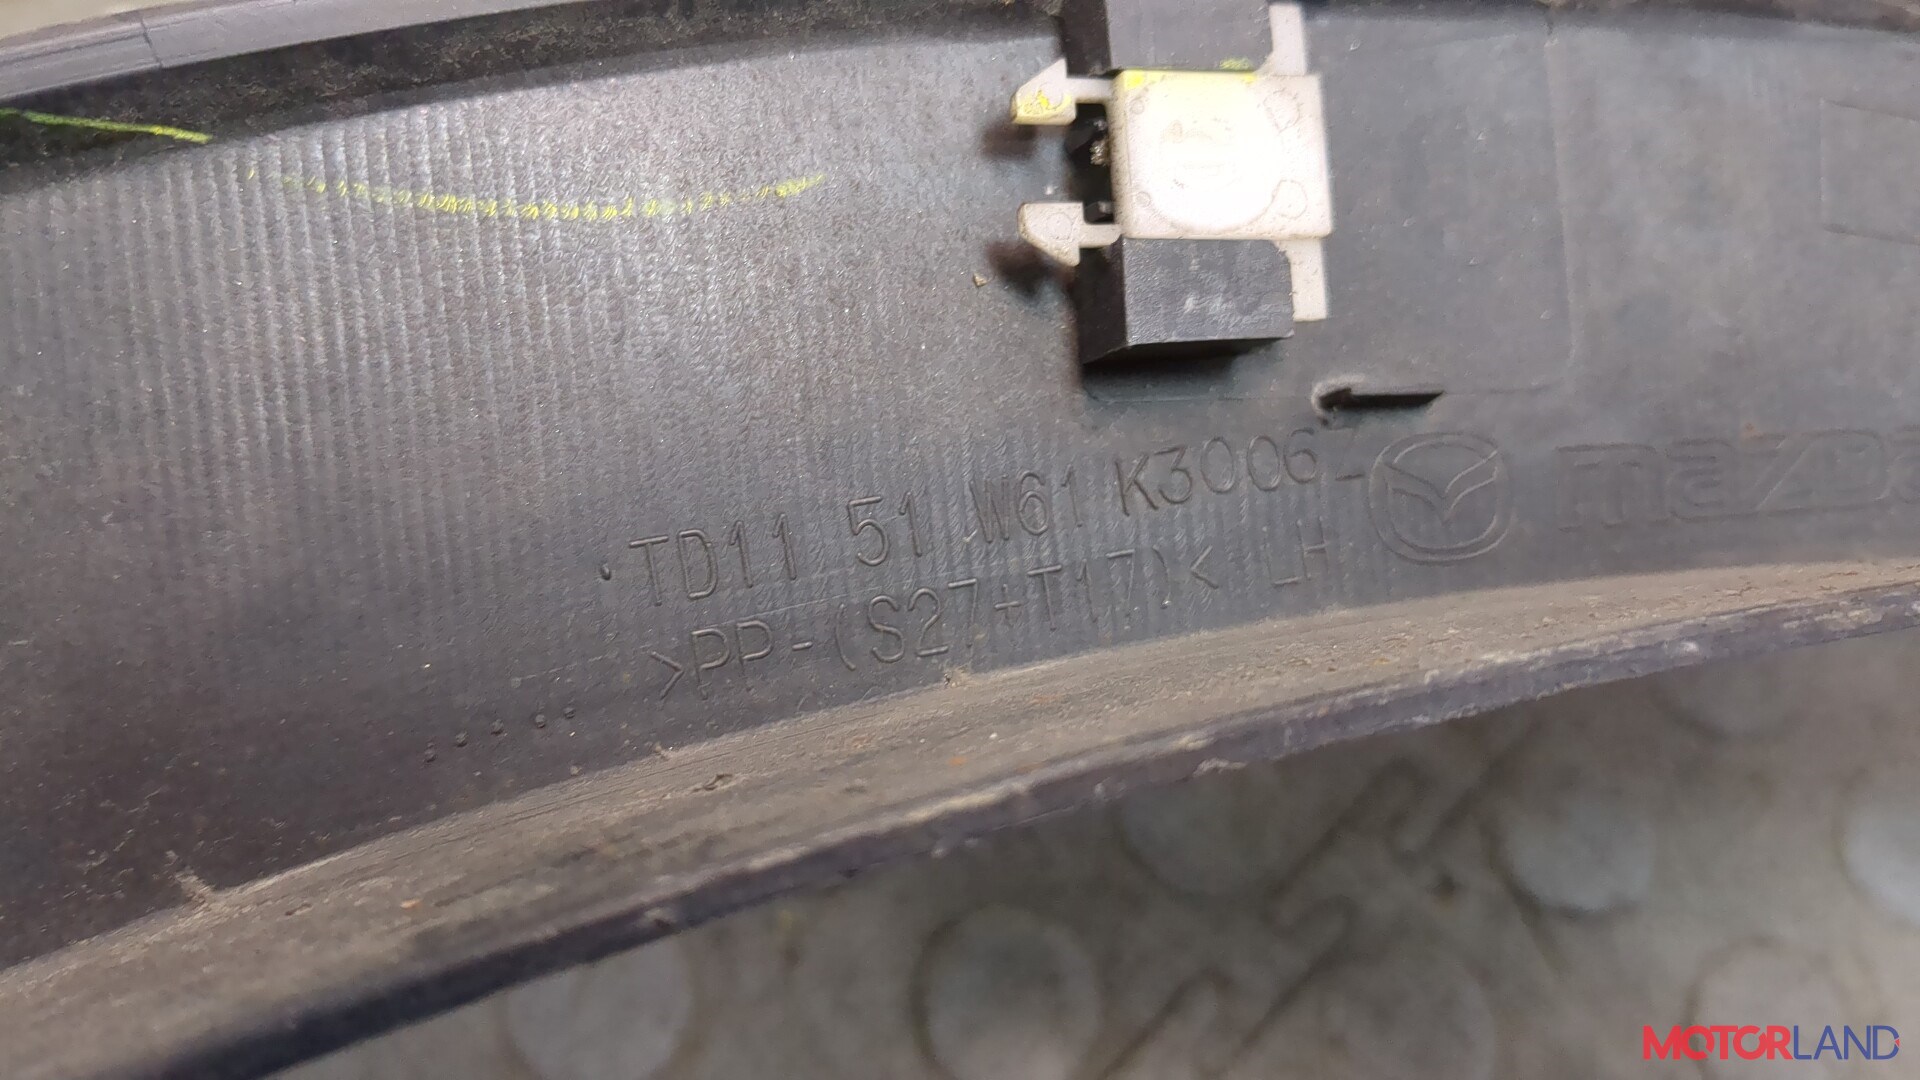 TD11 51 W61 K3006 mazda
>PP-(S27+T17)< LH
MOTORLAND